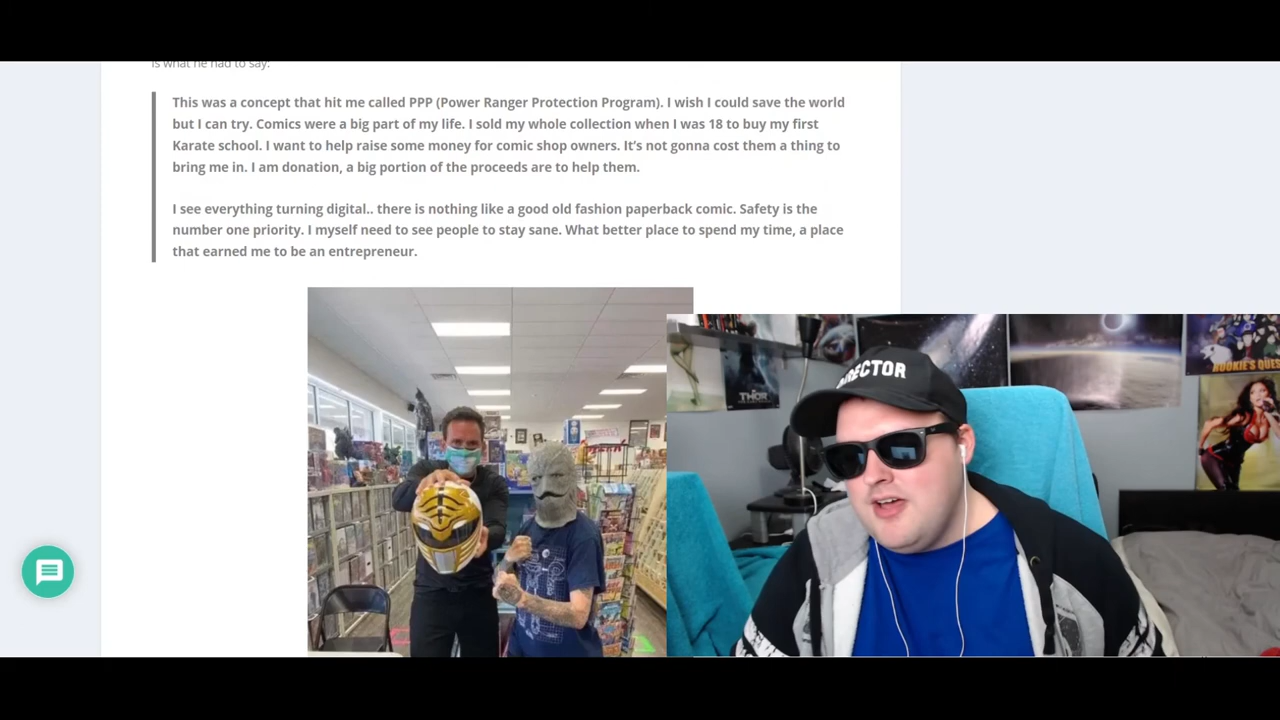 is what he had to say:
This was a concept that hit me called PPP (Power Ranger Protection Program). I wish I could save the world
but I can try. Comics were a big part of my life. I sold my whole collection when I was 18 to buy my first
Karate school. I want to help raise some money for comic shop owners. It’s not gonna cost them a thing to
bring me in. I am donation, a big portion of the proceeds are to help them.
I see everything turning digital.. there is nothing like a good old fashion paperback comic. Safety is the
number one priority. I myself need to see people to stay sane. What better place to spend my time, a place
that earned me to be an entrepreneur.
THOR